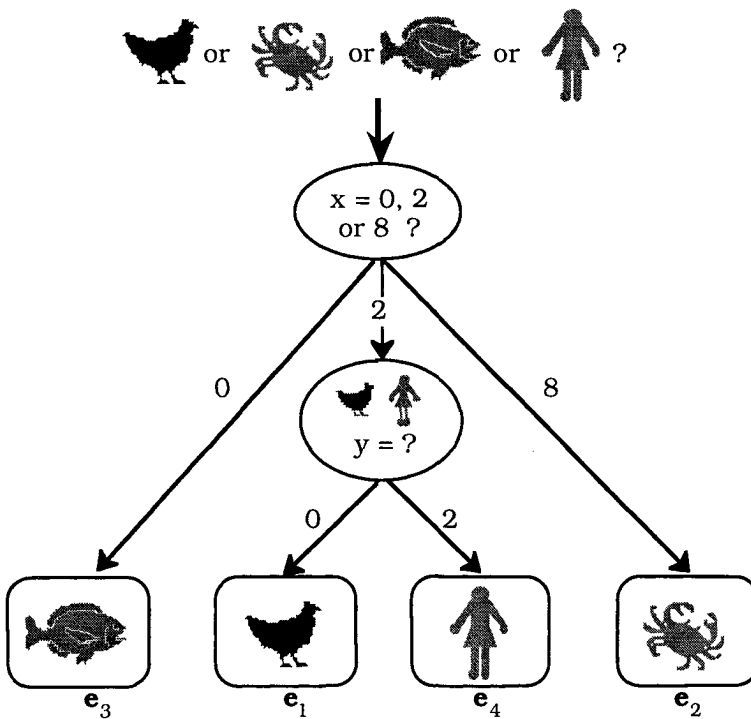 or or or ?
x = 0, 2
or 8 ?
2
0
8
y = ?
0
2
e3
e1
e4
e2